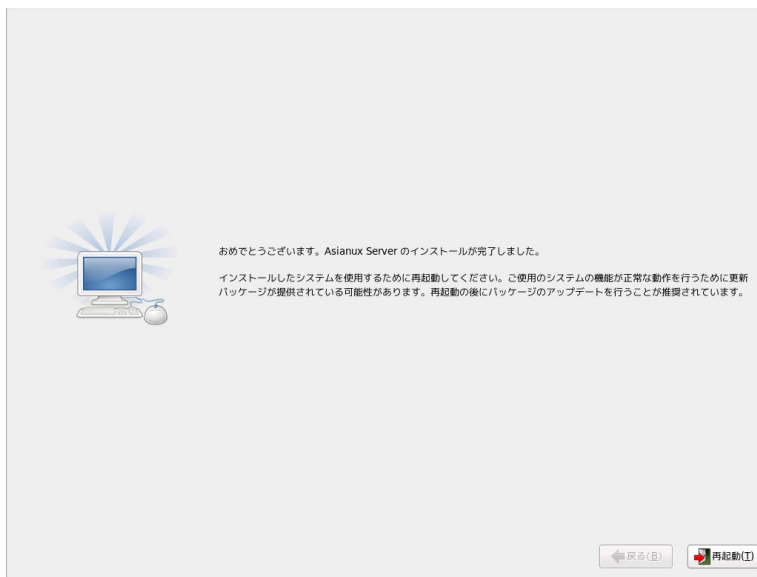 おめでとうございます。Asianux Server のインストールが完了しました。
インストールしたシステムを使用するために再起動してください。ご使用のシステムの機能が正常な動作を行うために更新
パッケージが提供されている可能性があります。再起動の後にパッケージのアップデートを行うことが推奨されています。
戻る(B)
再起動(T)